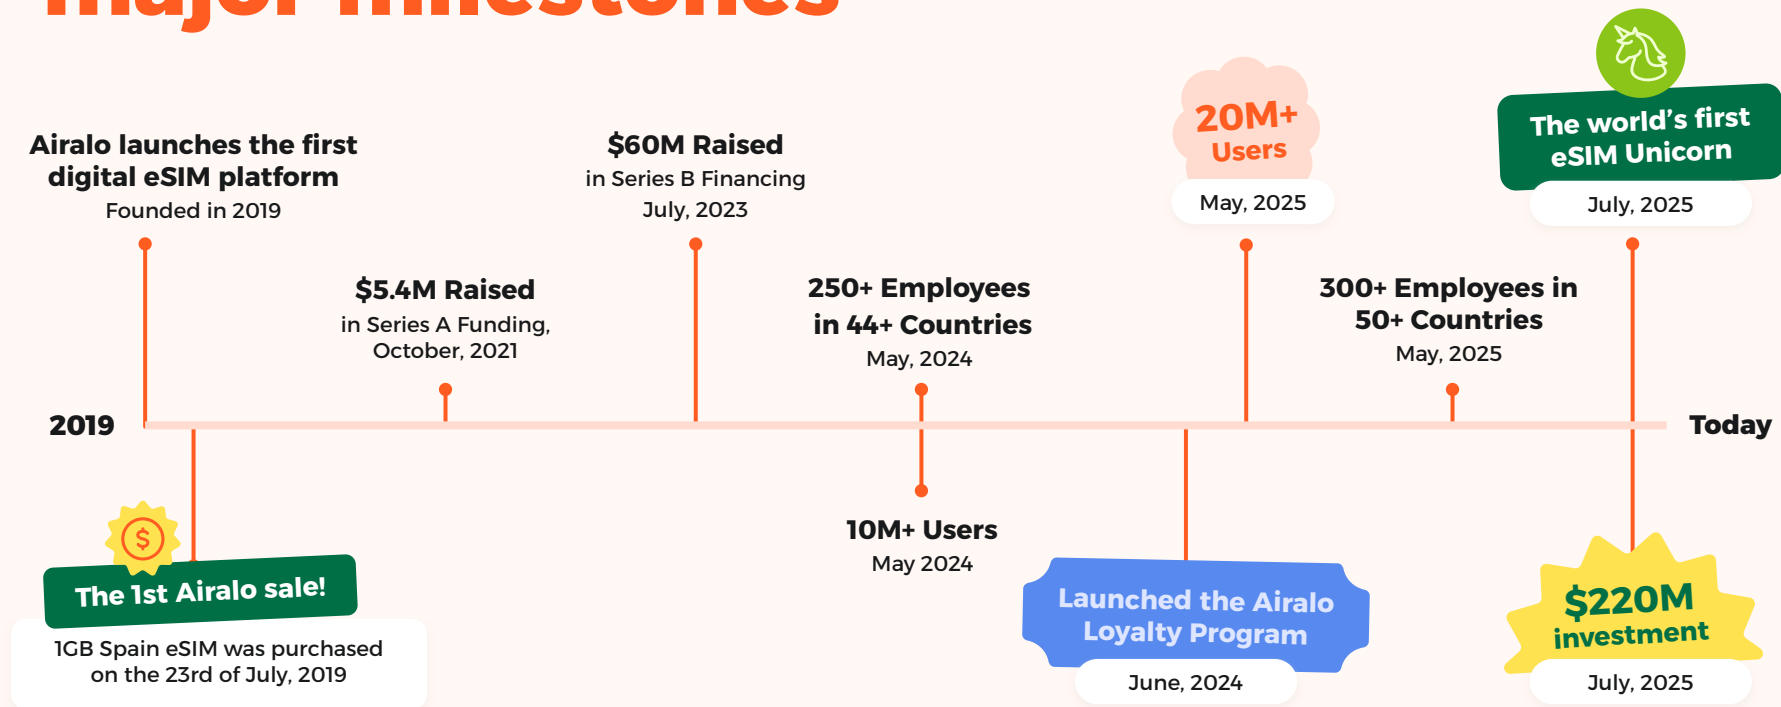 major milestones
Airalo launches the first
digital eSIM platform
Founded in 2019
$5.4M Raised
in Series A Funding,
October, 2021
$60M Raised
in Series B Financing
July, 2023
250+ Employees
in 44+ Countries
May, 2024
20M+
Users
May, 2025
300+ Employees in
50+ Countries
May, 2025
The world's first
eSIM Unicorn
July, 2025
2019
Today
$
The 1st Airalo sale!
1GB Spain eSIM was purchased
on the 23rd of July, 2019
10M+ Users
May 2024
Launched the Airalo
Loyalty Program
June, 2024
$220M
investment
July, 2025